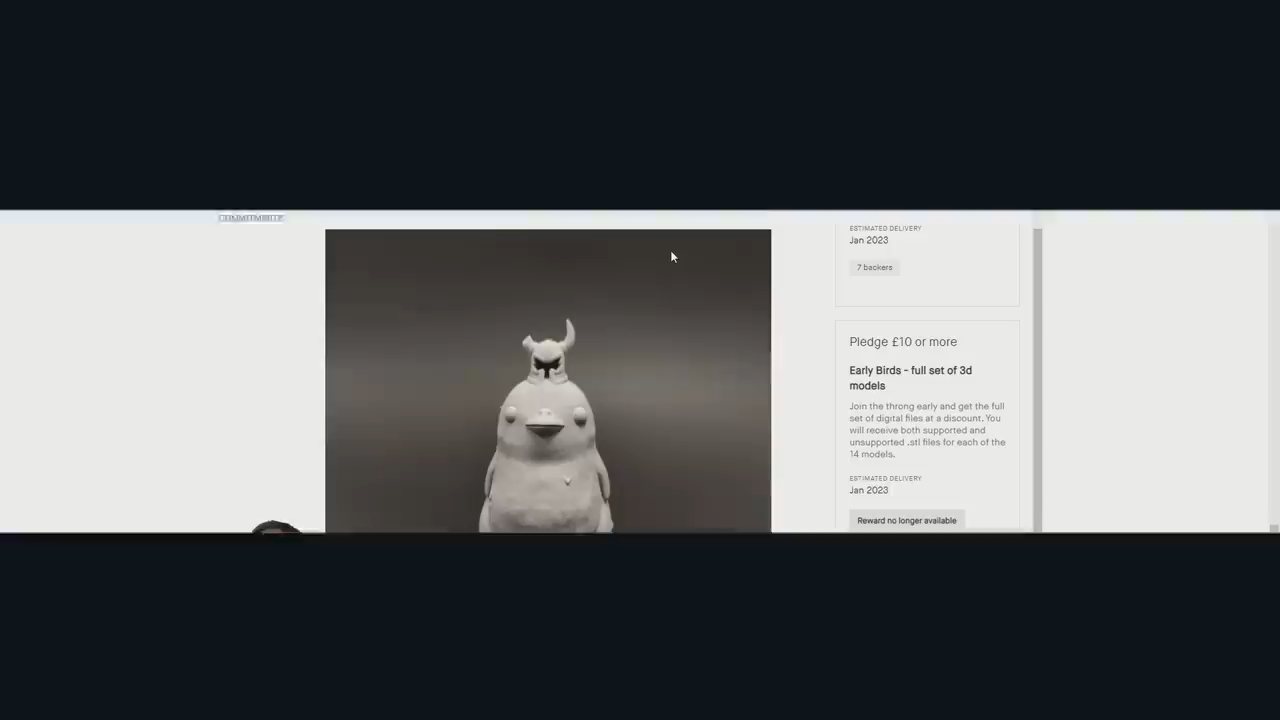 ESTIMATED DELIVERY
Jan 2023
7 backers
Pledge £10 or more
Early Birds - full set of 3d
models
Join the throng early and get the full
set of digital files at a discount. You
will receive both supported and
unsupported .stl files for each of the
14 models.
ESTIMATED DELIVERY
Jan 2023
Reward no longer available